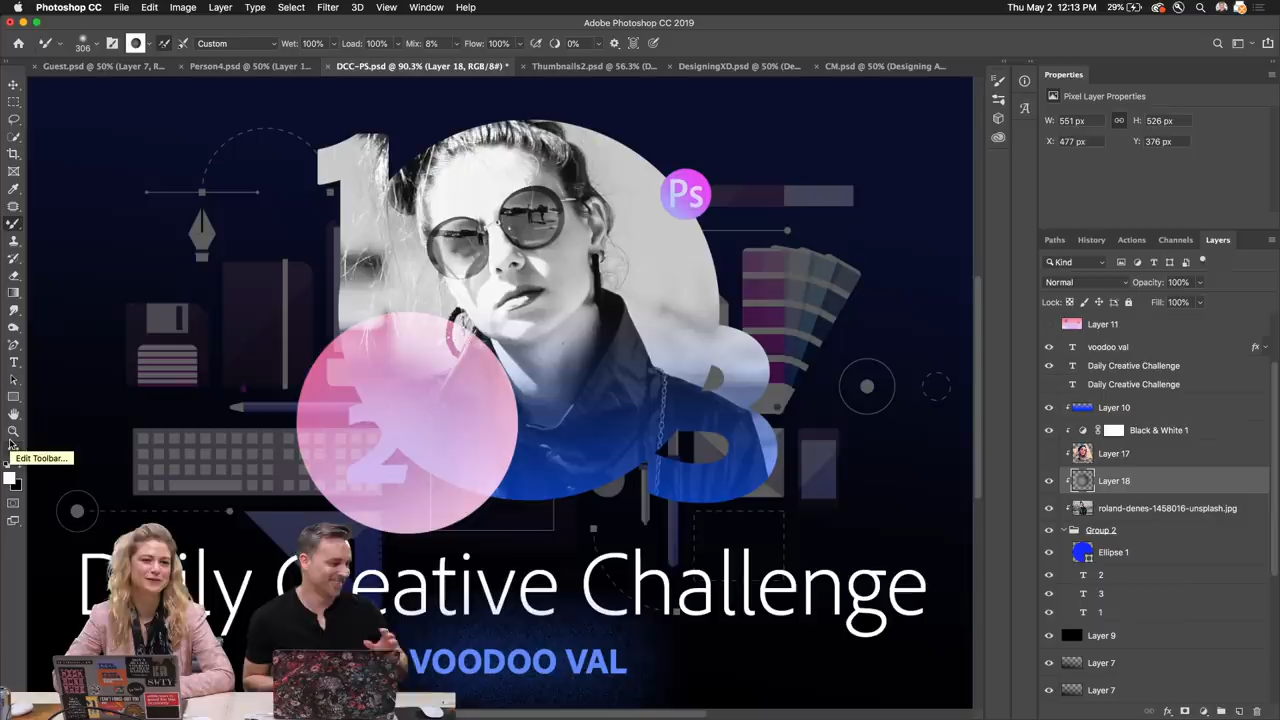 Photoshop CC File Edit Image Layer Type Select Filter 3D View Window Help 29% Thu May 2 12:13 PM
Adobe Photoshop CC 2019
306 Custom Wet: 100% Load: 100% Mix: 8% Flow: 100% 0%
Guest.psd @ 50% (Layer 7, R... Person4.psd @ 50% (Layer 1... DCC-PS.psd @ 90.3% (Layer 18, RGB/8#) * Thumbnails2.psd @ 56.3% (D... DesigningXD.psd @ 50% (De... CM.psd @ 50% (Designing A...
Properties
Pixel Layer Properties
W: 551 px H: 526 px
X: 477 px Y: 376 px
Paths History Actions Channels Layers
Kind
Normal Opacity: 100%
Lock: Fill: 100%
Layer 11
T voodoo val fx
T Daily Creative Challenge
T Daily Creative Challenge
Layer 10
Black & White 1
Layer 17
Layer 18
roland-denes-1458016-unsplash.jpg
Group 2
Ellipse 1
T 2
T 3
T 1
Layer 9
Layer 7
Layer 7
Ps
Edit Toolbar...
Daily Creative Challenge
VOODOO VAL